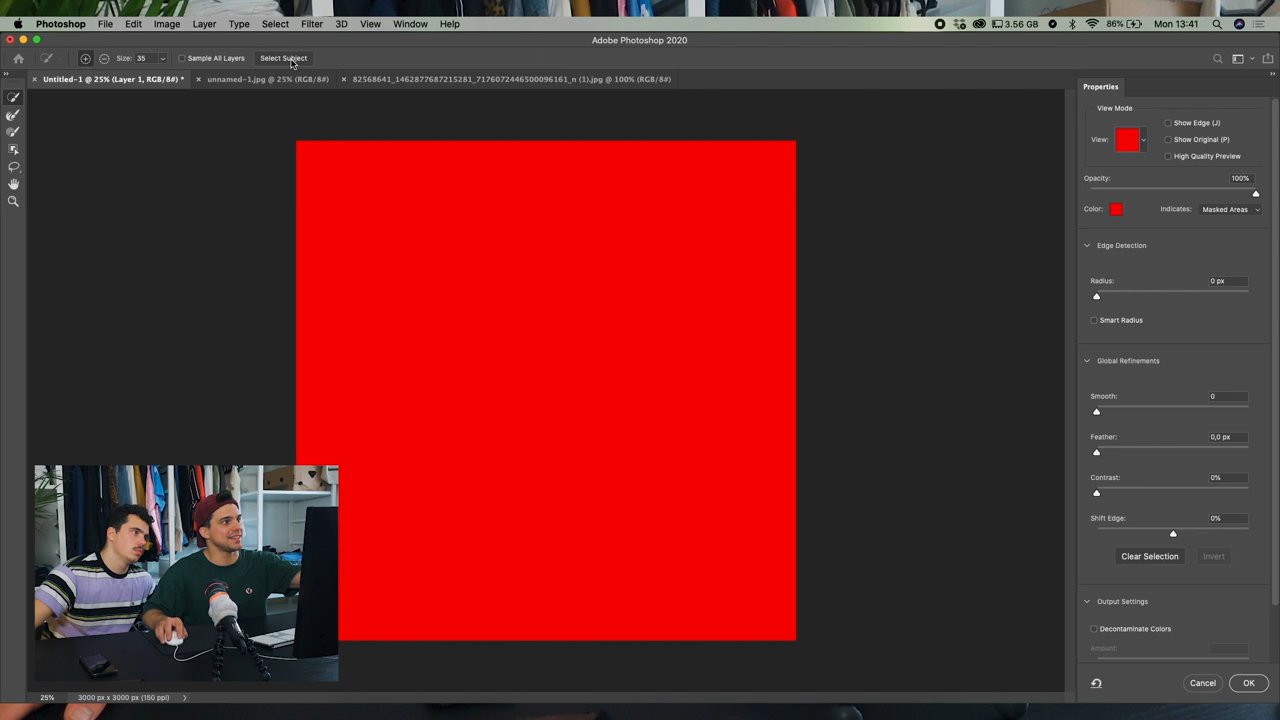 Photoshop File Edit Image Layer Type Select Filter 3D View Window Help 3.56 GB 86% Mon 13:41
Adobe Photoshop 2020
Size: 35 Sample All Layers Select Subject
Untitled-1 @ 25% (Layer 1, RGB/8#) * unnamed-1.jpg @ 25% (RGB/8#) 82568641_1462877687215281_7176072446500096161_n (1).jpg @ 100% (RGB/8#)
Properties
View Mode
Show Edge (J)
View: Show Original (P)
High Quality Preview
Opacity: 100%
Color: Indicates: Masked Areas
Edge Detection
Radius: 0 px
Smart Radius
Global Refinements
Smooth: 0
Feather: 0,0 px
Contrast: 0%
Shift Edge: 0%
Clear Selection Invert
Output Settings
Decontaminate Colors
Amount:
Cancel OK
25% 3000 px x 3000 px (150 ppi)